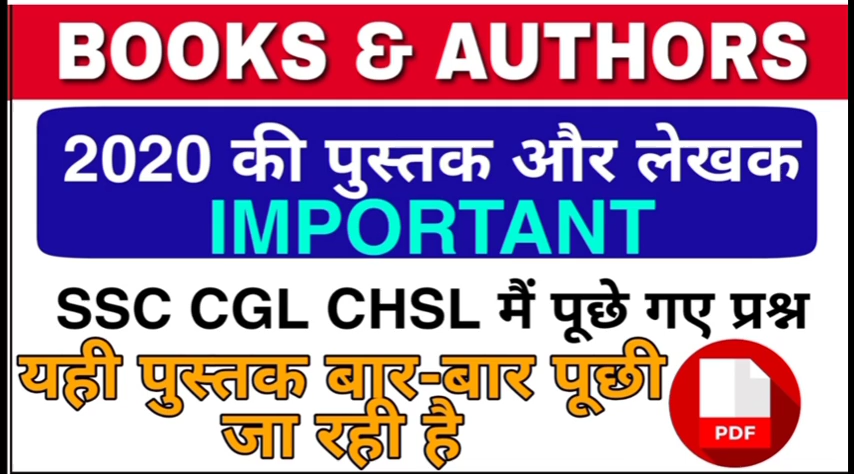 BOOKS & AUTHORS
2020 की पुस्तक और लेखक
IMPORTANT
SSC CGL CHSL मैं पूछे गए प्रश्न
यही पुस्तक बार-बार पूछी
जा रही है
PDF